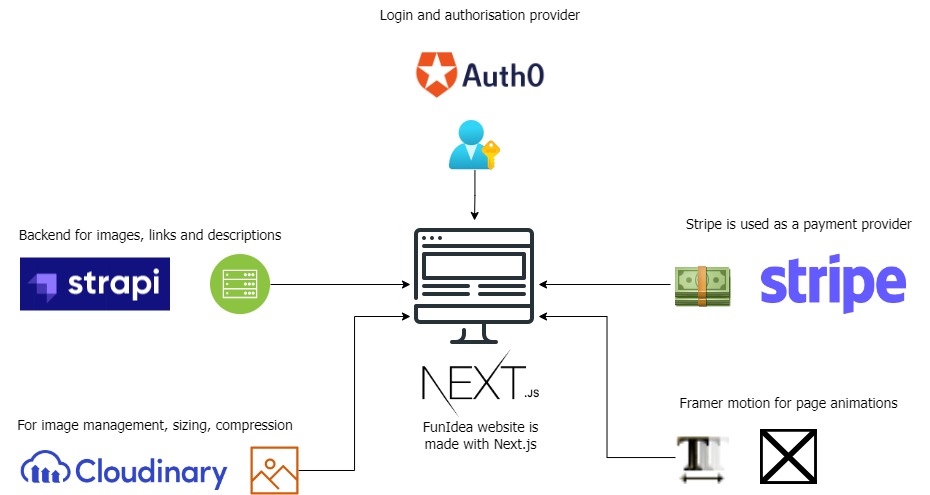 Login and authorisation provider
Auth0
Backend for images, links and descriptions
strapi
Stripe is used as a payment provider
stripe
NEXT.JS
FunIdea website is
made with Next.js
For image management, sizing, compression
Cloudinary
Framer motion for page animations